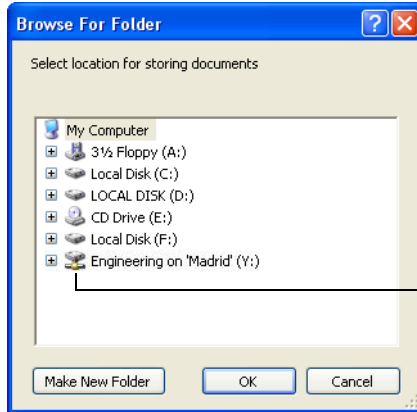 Browse For Folder
Select location for storing documents
My Computer
3½ Floppy (A:)
Local Disk (C:)
LOCAL DISK (D:)
CD Drive (E:)
Local Disk (F:)
Engineering on 'Madrid' (Y:)
Make New Folder OK Cancel